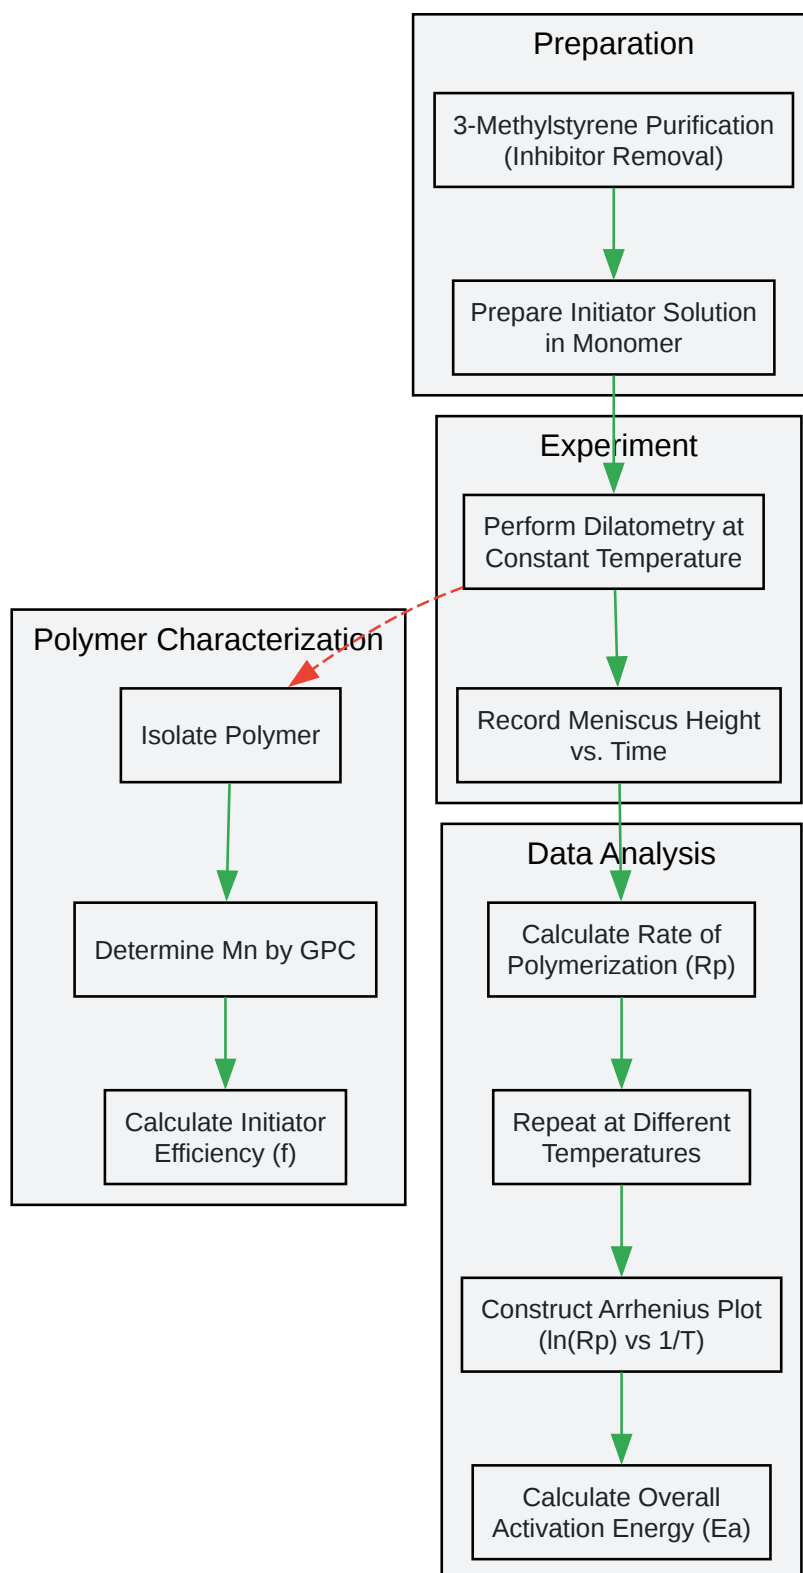 Preparation
3-Methylstyrene Purification
(Inhibitor Removal)
Prepare Initiator Solution
in Monomer
Experiment
Perform Dilatometry at
Constant Temperature
Record Meniscus Height
vs. Time
Polymer Characterization
Isolate Polymer
Determine Mn by GPC
Calculate Initiator
Efficiency (f)
Data Analysis
Calculate Rate of
Polymerization (Rp)
Repeat at Different
Temperatures
Construct Arrhenius Plot
(ln(Rp) vs 1/T)
Calculate Overall
Activation Energy (Ea)